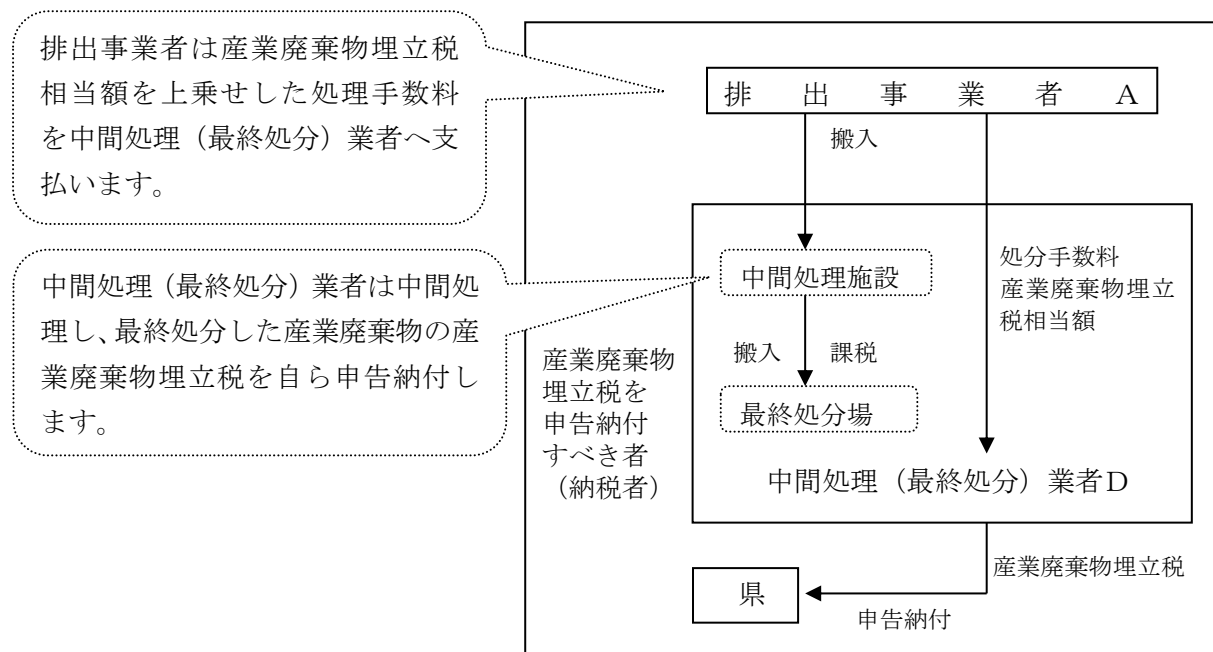 排出事業者は産業廃棄物埋立税
相当額を上乗せした処理手数料
を中間処理（最終処分）業者へ支
払います。
排出事業者A
搬入
中間処理（最終処分）業者は中間処
理し、最終処分した産業廃棄物の産
業廃棄物埋立税を自ら申告納付し
ます。
中間処理施設
処分手数料
産業廃棄物埋立
税相当額
搬入 課税
最終処分場
産業廃棄物
埋立税を
申告納付
すべき者
（納税者）
中間処理（最終処分）業者D
産業廃棄物埋立税
県
申告納付